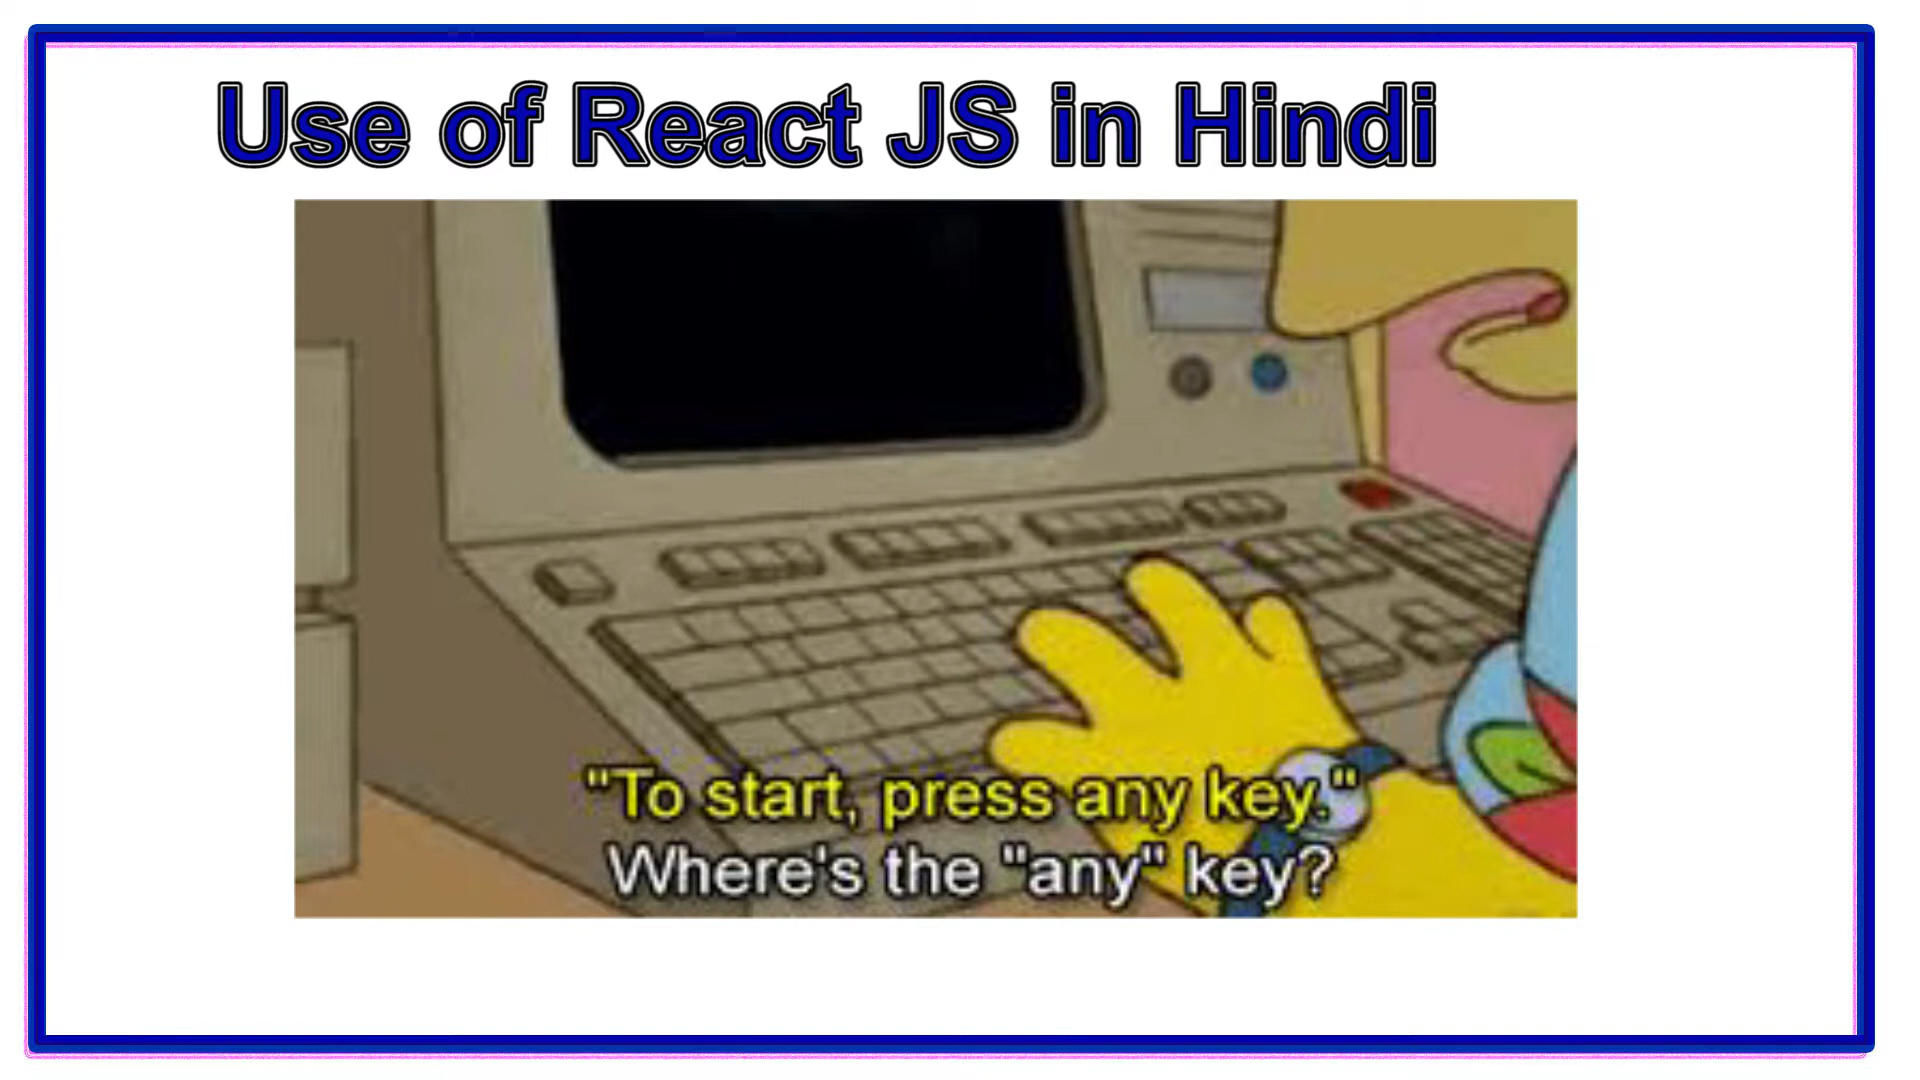 Use of React JS in Hindi
"To start, press any key."
Where's the "any" key?